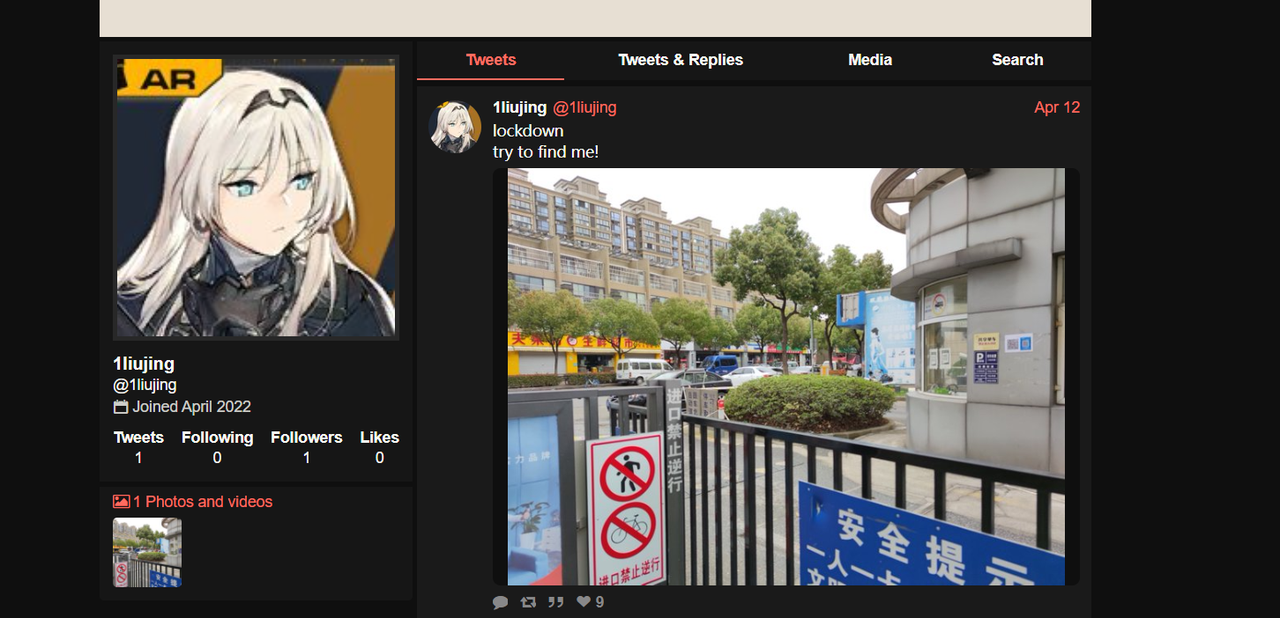 AR
1liujing
@1liujing
Joined April 2022
Tweets Following Followers Likes
1 0 1 0
1 Photos and videos
Tweets Tweets & Replies Media Search
1liujing @1liujing Apr 12
lockdown
try to find me!
进口禁止逆行
进口禁止逆行
安全提示
一人一卡
9